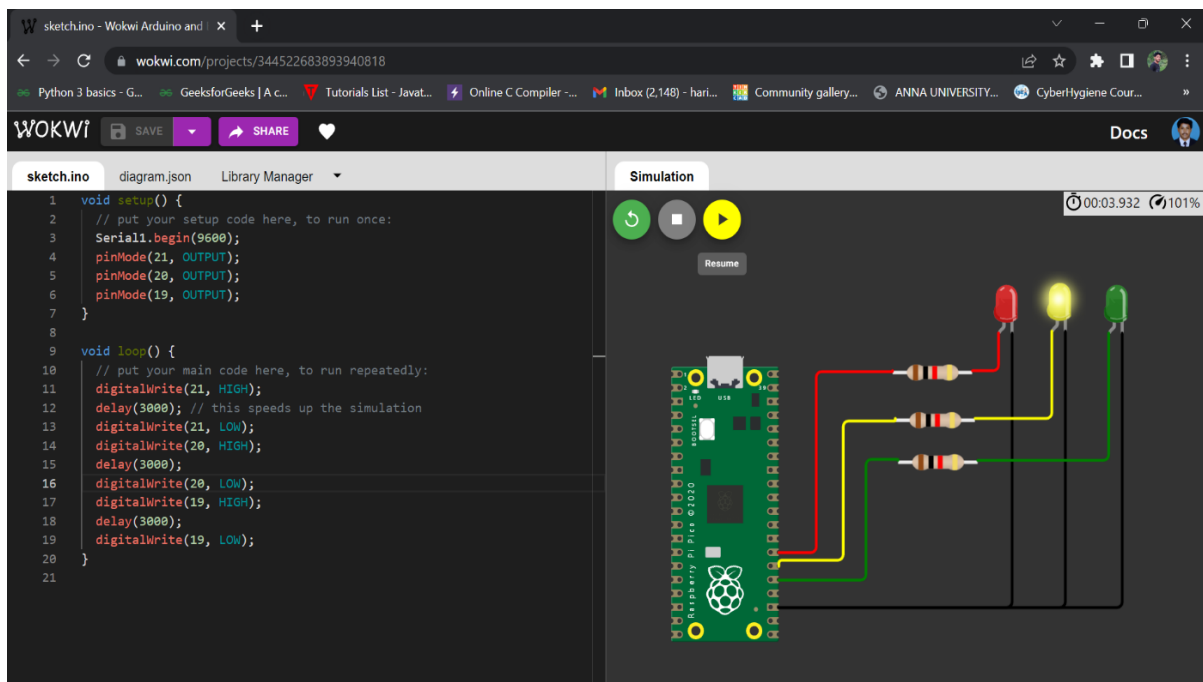 sketch.ino - Wokwi Arduino and
wokwi.com/projects/344522683893940818
Python 3 basics - G... GeeksforGeeks | A c... Tutorials List - Javat... Online C Compiler -... Inbox (2,148) - hari... Community gallery... ANNA UNIVERSITY... CyberHygiene Cour... »
WOKWi SAVE SHARE Docs
sketch.ino diagram.json Library Manager
1 void setup() {
2 // put your setup code here, to run once:
3 Serial1.begin(9600);
4 pinMode(21, OUTPUT);
5 pinMode(20, OUTPUT);
6 pinMode(19, OUTPUT);
7 }
8
9 void loop() {
10 // put your main code here, to run repeatedly:
11 digitalWrite(21, HIGH);
12 delay(3000); // this speeds up the simulation
13 digitalWrite(21, LOW);
14 digitalWrite(20, HIGH);
15 delay(3000);
16 digitalWrite(20, LOW);
17 digitalWrite(19, HIGH);
18 delay(3000);
19 digitalWrite(19, LOW);
20 }
21
Simulation
00:03.932 101%
Resume
LED USB
BOOTSEL
Raspberry Pi Pico ©2020